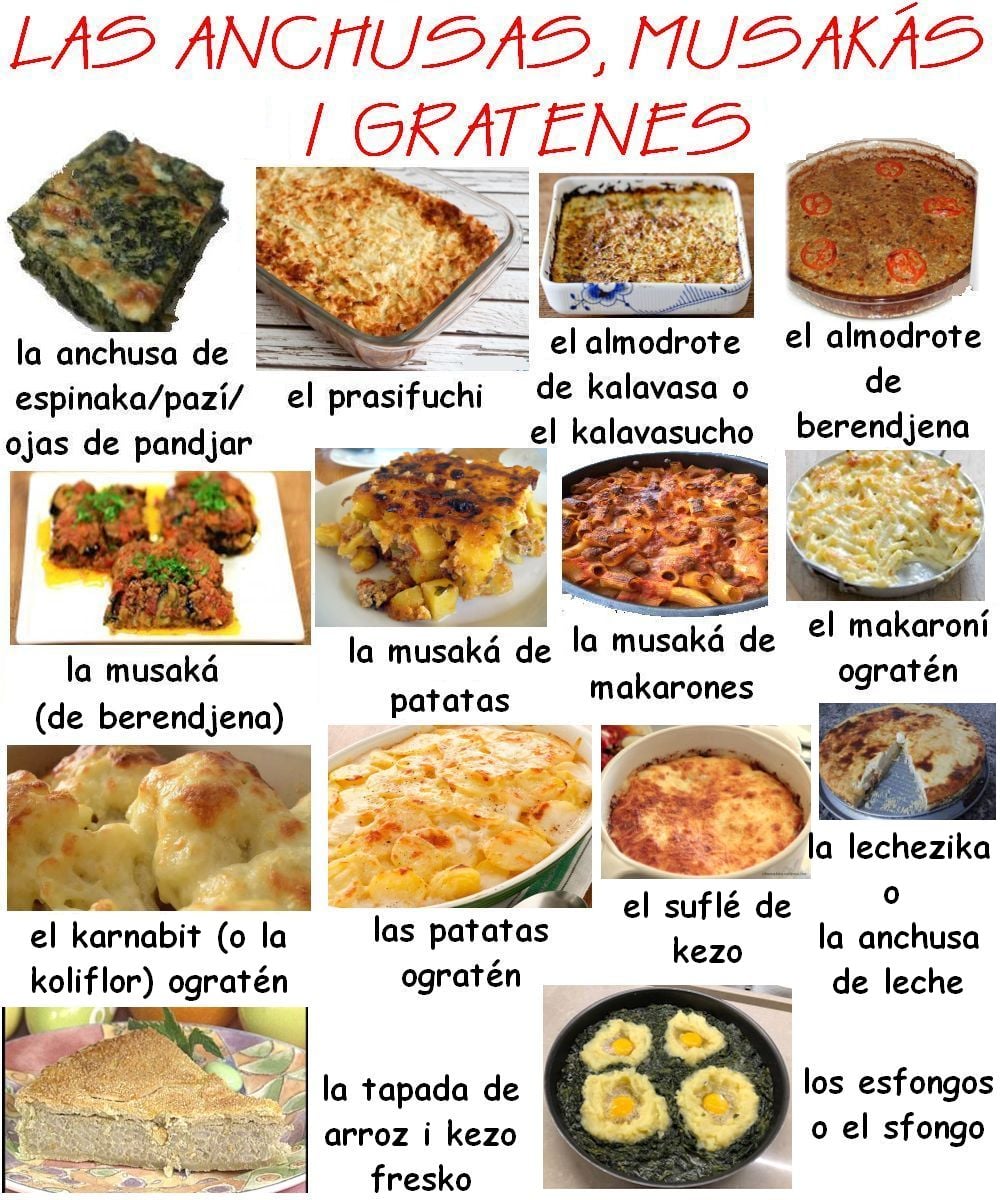 LAS ANCHUSAS, MUSAKÁS
I GRATENES
la anchusa de
espinaka/pazí/
ojas de pandjar
el prasifuchi
el almodrote
de kalavasa o
el kalavasucho
el almodrote
de
berendjena
la musaká
(de berendjena)
la musaká de
patatas
la musaká de
makarones
el makaroní
ogratén
el karnabit (o la
koliflor) ogratén
las patatas
ogratén
el suflé de
kezo
la lechezika
o
la anchusa
de leche
la tapada de
arroz i kezo
fresko
los esfongos
o el sfongo